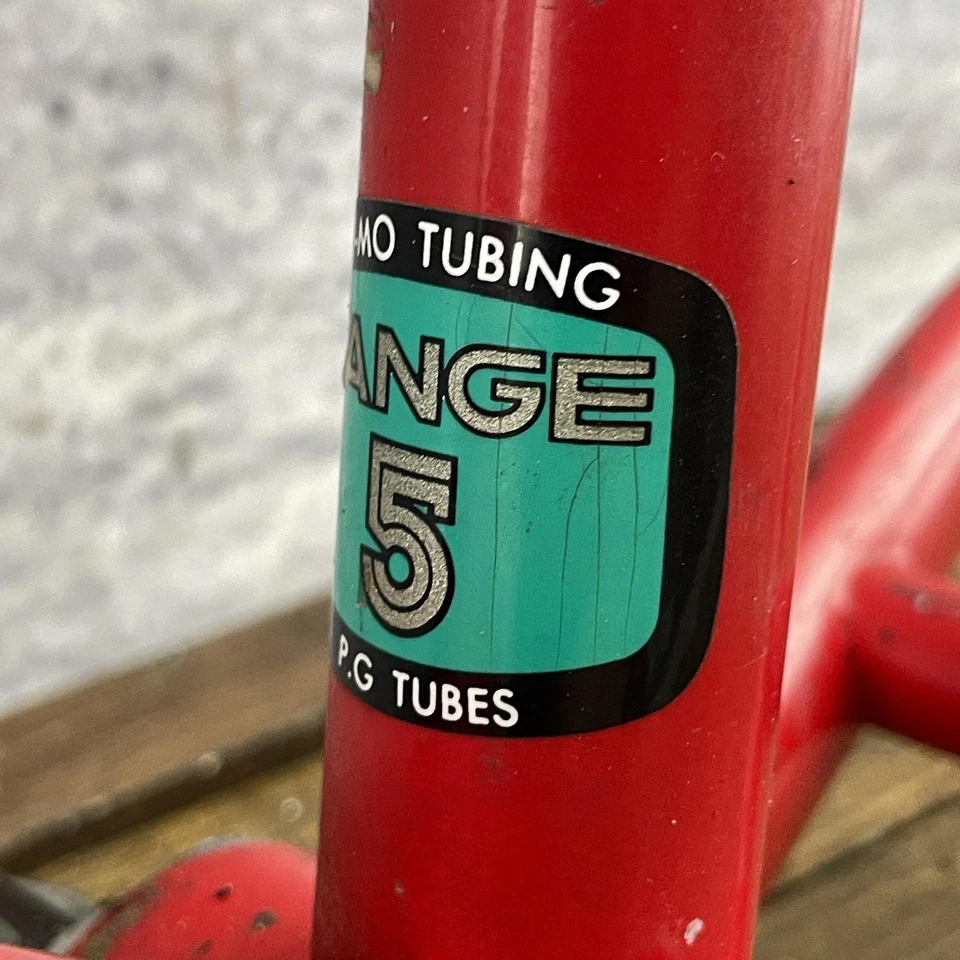 -MO TUBING
ANGE
5
P.G TUBES